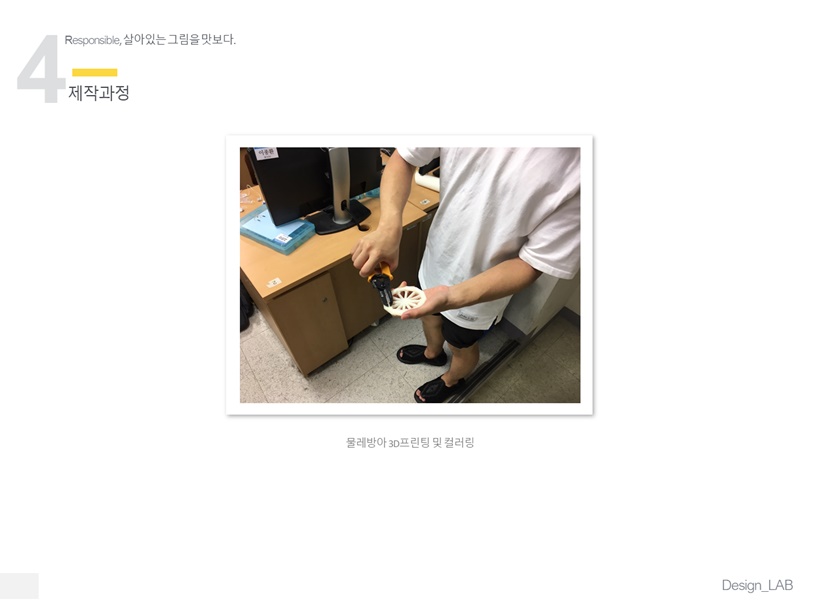 4
Responsible, 살아있는 그림을 맛보다.
제작과정
물레방아 3D프린팅 및 컬러링
Design_LAB